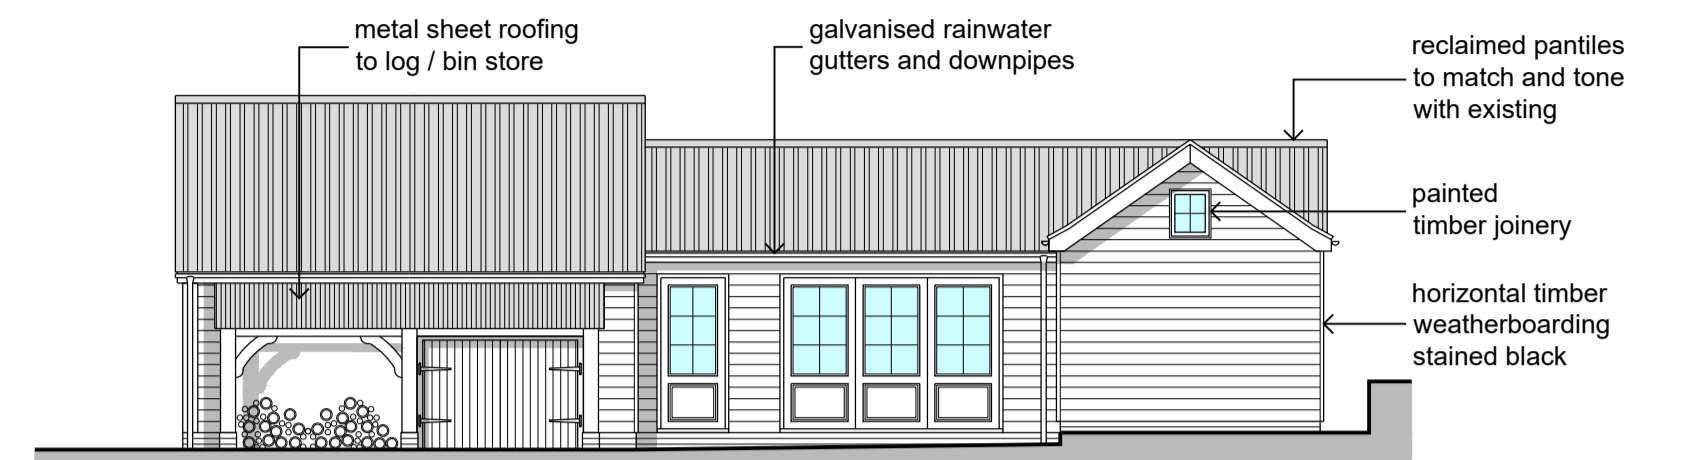 metal sheet roofing
to log / bin store
galvanised rainwater
gutters and downpipes
reclaimed pantiles
to match and tone
with existing
painted
timber joinery
horizontal timber
weatherboarding
stained black